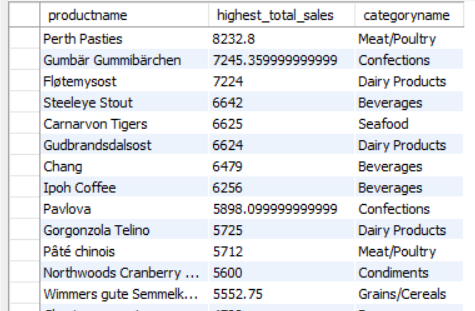 productname highest_total_sales categoryname
Perth Pasties 8232.8 Meat/Poultry
Gumbär Gummibärchen 7245.359999999999 Confections
Fløtemysost 7224 Dairy Products
Steeleye Stout 6642 Beverages
Carnarvon Tigers 6625 Seafood
Gudbrandsdalsost 6624 Dairy Products
Chang 6479 Beverages
Ipoh Coffee 6256 Beverages
Pavlova 5898.099999999999 Confections
Gorgonzola Telino 5725 Dairy Products
Pâté chinois 5712 Meat/Poultry
Northwoods Cranberry ... 5600 Condiments
Wimmers gute Semmelk... 5552.75 Grains/Cereals